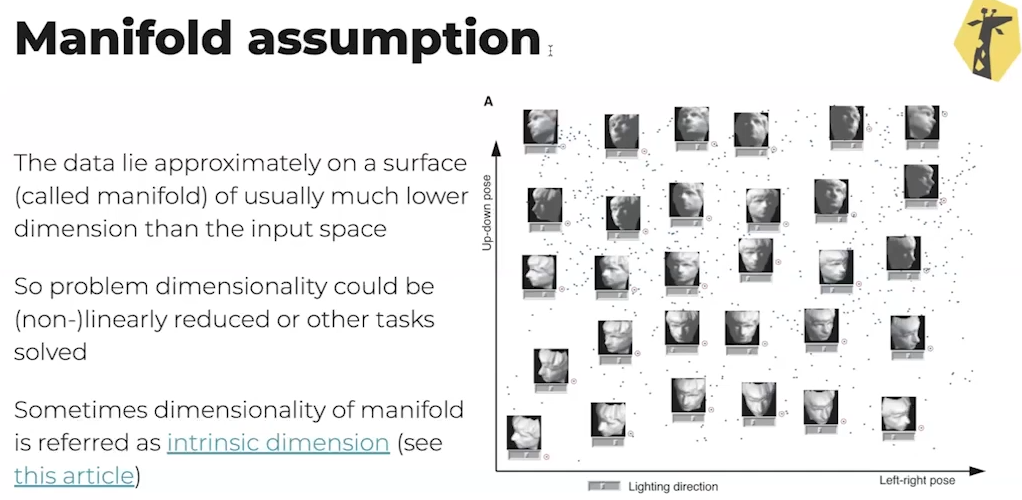 Manifold assumption
The data lie approximately on a surface
(called manifold) of usually much lower
dimension than the input space
So problem dimensionality could be
(non-)linearly reduced or other tasks
solved
Sometimes dimensionality of manifold
is referred as intrinsic dimension (see
this article)
A
Up-down pose
Lighting direction
Left-right pose